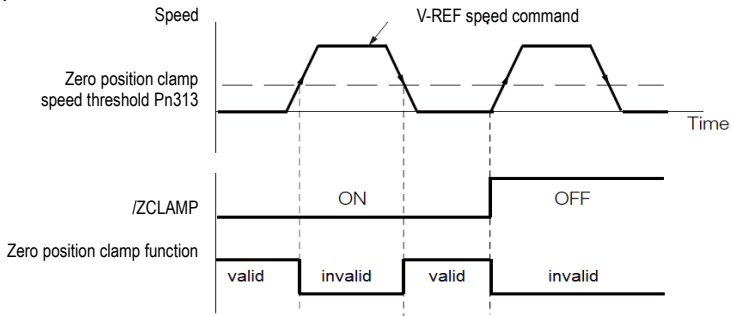 Speed
V-REF speed command
Zero position clamp
speed threshold Pn313
Time
/ZCLAMP
ON
OFF
Zero position clamp function
valid
invalid
valid
invalid